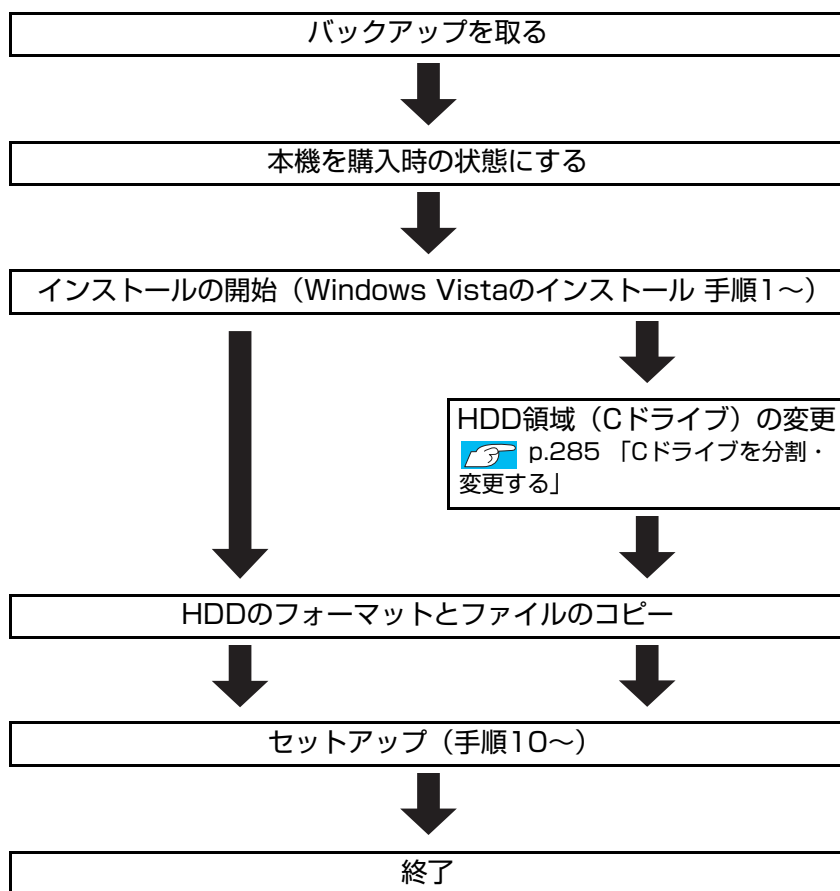 バックアップを取る
本機を購入時の状態にする
インストールの開始（Windows Vistaのインストール 手順1～）
HDD領域（Cドライブ）の変更
p.285 「Cドライブを分割・
変更する」
HDDのフォーマットとファイルのコピー
セットアップ（手順10～）
終了